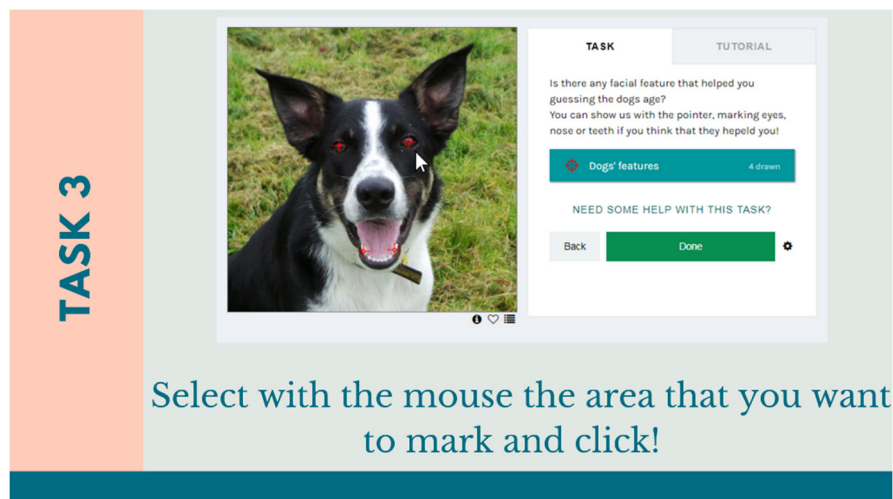 TASK 3
TASK
TUTORIAL
Is there any facial feature that helped you
guessing the dogs age?
You can show us with the pointer, marking eyes,
nose or teeth if you think that they hepeld you!
Dogs' features
4 drawn
NEED SOME HELP WITH THIS TASK?
Back
Done
Select with the mouse the area that you want
to mark and click!